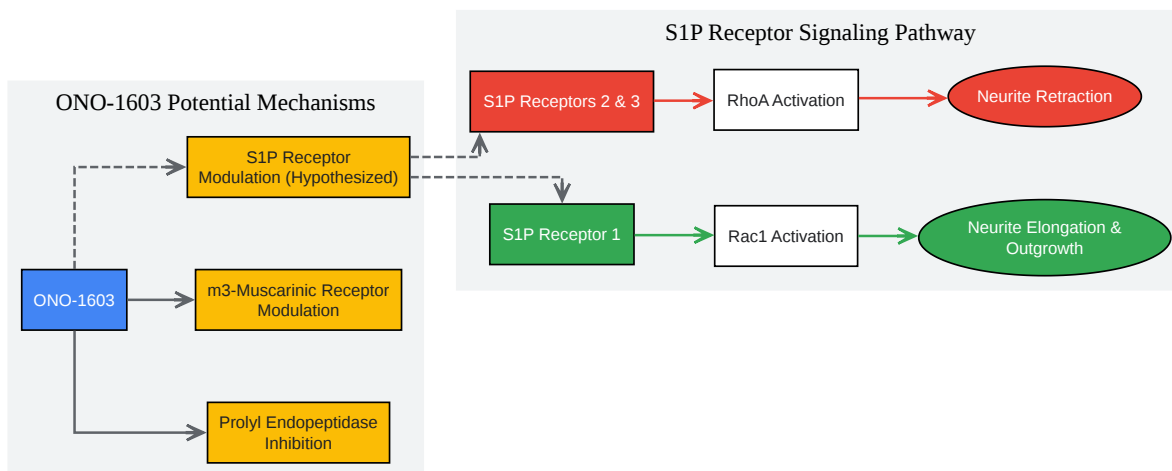 S1P Receptor Signaling Pathway
ONO-1603 Potential Mechanisms
S1P Receptors 2 & 3
RhoA Activation
Neurite Retraction
S1P Receptor
Modulation (Hypothesized)
S1P Receptor 1
Rac1 Activation
Neurite Elongation &
Outgrowth
ONO-1603
m3-Muscarinic Receptor
Modulation
Prolyl Endopeptidase
Inhibition